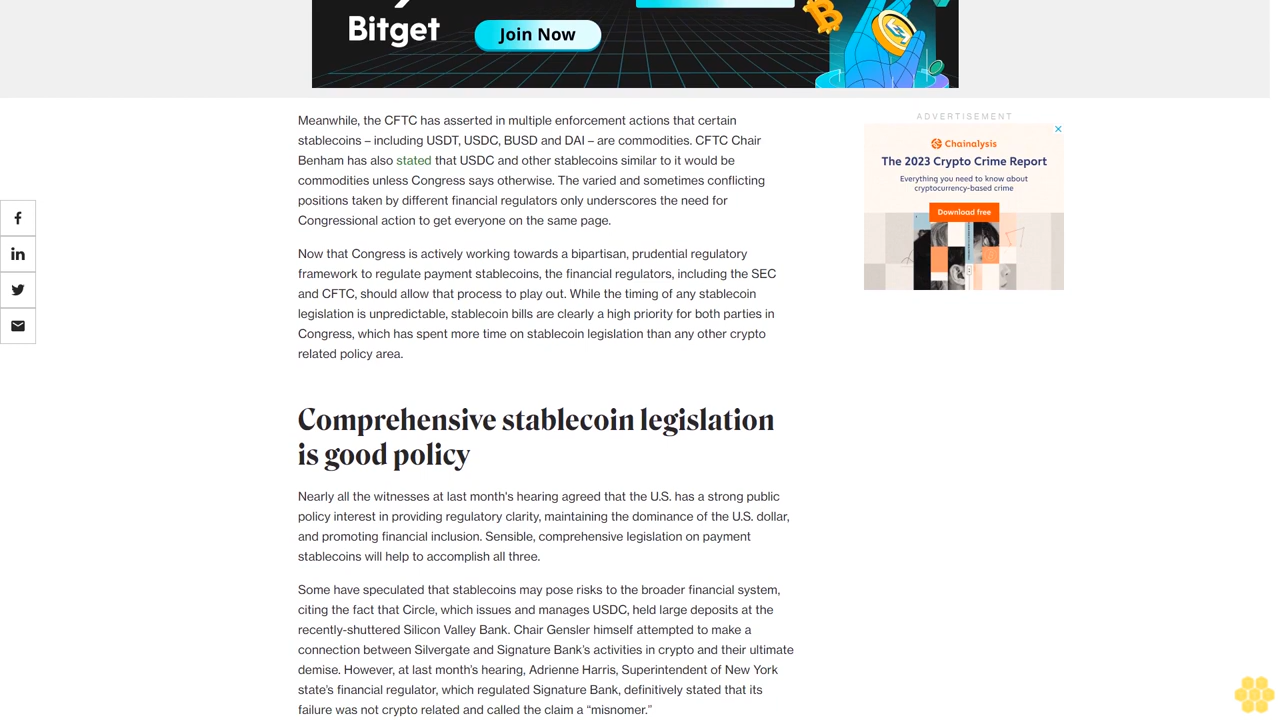 Bitget
Join Now
Meanwhile, the CFTC has asserted in multiple enforcement actions that certain
stablecoins – including USDT, USDC, BUSD and DAI – are commodities. CFTC Chair
Benham has also stated that USDC and other stablecoins similar to it would be
commodities unless Congress says otherwise. The varied and sometimes conflicting
positions taken by different financial regulators only underscores the need for
Congressional action to get everyone on the same page.
Now that Congress is actively working towards a bipartisan, prudential regulatory
framework to regulate payment stablecoins, the financial regulators, including the SEC
and CFTC, should allow that process to play out. While the timing of any stablecoin
legislation is unpredictable, stablecoin bills are clearly a high priority for both parties in
Congress, which has spent more time on stablecoin legislation than any other crypto
related policy area.
Comprehensive stablecoin legislation
is good policy
Nearly all the witnesses at last month's hearing agreed that the U.S. has a strong public
policy interest in providing regulatory clarity, maintaining the dominance of the U.S. dollar,
and promoting financial inclusion. Sensible, comprehensive legislation on payment
stablecoins will help to accomplish all three.
Some have speculated that stablecoins may pose risks to the broader financial system,
citing the fact that Circle, which issues and manages USDC, held large deposits at the
recently-shuttered Silicon Valley Bank. Chair Gensler himself attempted to make a
connection between Silvergate and Signature Bank's activities in crypto and their ultimate
demise. However, at last month's hearing, Adrienne Harris, Superintendent of New York
state's financial regulator, which regulated Signature Bank, definitively stated that its
failure was not crypto related and called the claim a “misnomer.”
ADVERTISEMENT
Chainalysis
The 2023 Crypto Crime Report
Everything you need to know about
cryptocurrency-based crime
Download free